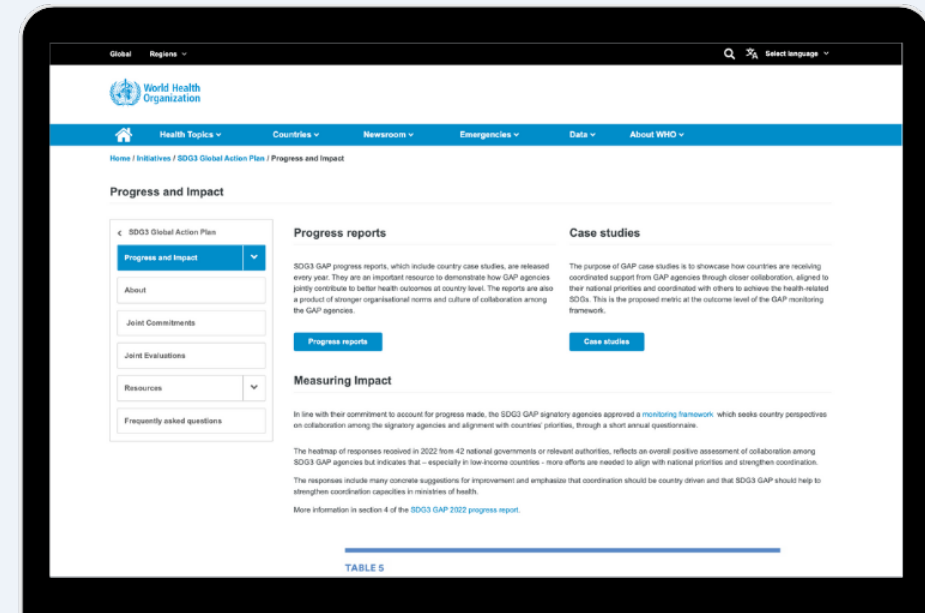 Global Regions Select language
World Health
Organization
Health Topics Countries Newsroom Emergencies Data About WHO
Home / Initiatives / SDG3 Global Action Plan / Progress and Impact
Progress and Impact
SDG3 Global Action Plan
Progress and Impact
About
Joint Commitments
Joint Evaluations
Resources
Frequently asked questions
Progress reports
SDG3 GAP progress reports, which include country case studies, are released
every year. They are an important resource to demonstrate how GAP agencies
jointly contribute to better health outcomes at country level. The reports are also
a product of stronger organisational norms and culture of collaboration among
the GAP agencies.
Progress reports
Case studies
The purpose of GAP case studies is to showcase how countries are receiving
coordinated support from GAP agencies through closer collaboration, aligned to
their national priorities and coordinated with others to achieve the health-related
SDGs. This is the proposed metric at the outcome level of the GAP monitoring
framework.
Case studies
Measuring Impact
In line with their commitment to account for progress made, the SDG3 GAP signatory agencies approved a monitoring framework which seeks country perspectives
on collaboration among the signatory agencies and alignment with countries' priorities, through a short annual questionnaire.
The heatmap of responses received in 2022 from 42 national governments or relevant authorities, reflects an overall positive assessment of collaboration among
SDG3 GAP agencies but indicates that – especially in low-income countries - more efforts are needed to align with national priorities and strengthen coordination.
The responses include many concrete suggestions for improvement and emphasize that coordination should be country driven and that SDG3 GAP should help to
strengthen coordination capacities in ministries of health.
More information in section 4 of the SDG3 GAP 2022 progress report.
TABLE 5